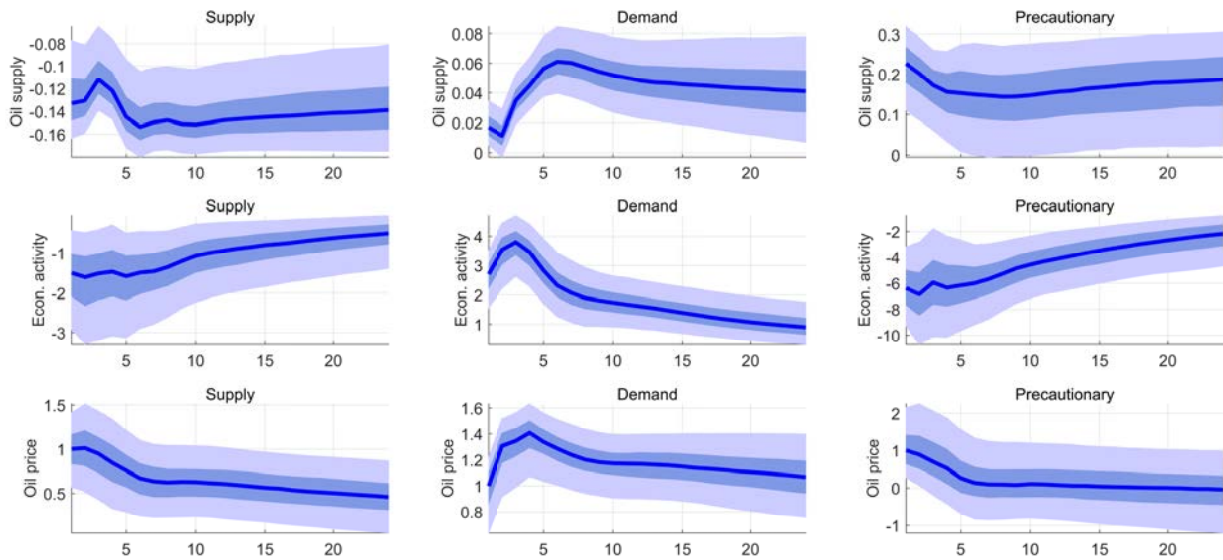 Supply
Oil supply
-0.08
-0.1
-0.12
-0.14
-0.16
5 10 15 20
Demand
Oil supply
0.08
0.06
0.04
0.02
0
5 10 15 20
Precautionary
Oil supply
0.3
0.2
0.1
0
5 10 15 20
Supply
Econ. activity
-1
-2
-3
5 10 15 20
Demand
Econ. activity
4
3
2
1
5 10 15 20
Precautionary
Econ. activity
-2
-4
-6
-8
-10
5 10 15 20
Supply
Oil price
1.5
1
0.5
5 10 15 20
Demand
Oil price
1.6
1.4
1.2
1
0.8
5 10 15 20
Precautionary
Oil price
2
1
0
-1
5 10 15 20